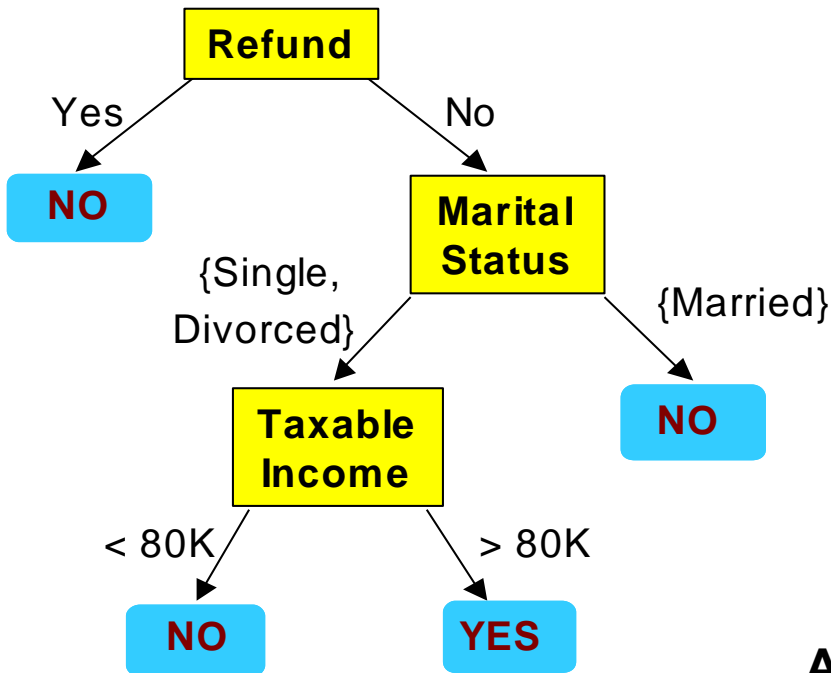 Refund
Yes
No
NO
Marital
Status
{Single,
Divorced}
{Married}
Taxable
Income
NO
< 80K
> 80K
NO
YES
A